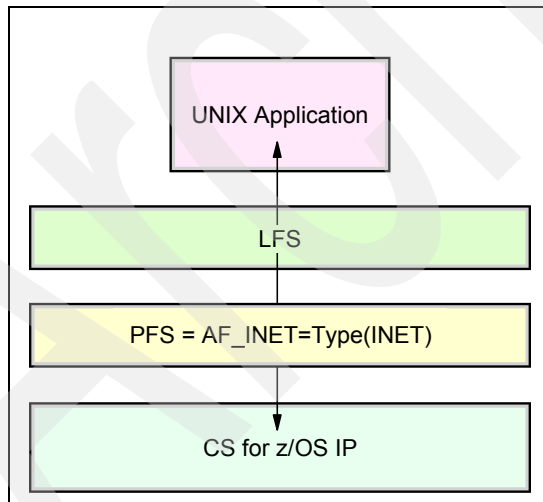 UNIX Application
LFS
PFS = AF_INET=Type(INET)
CS for z/OS IP